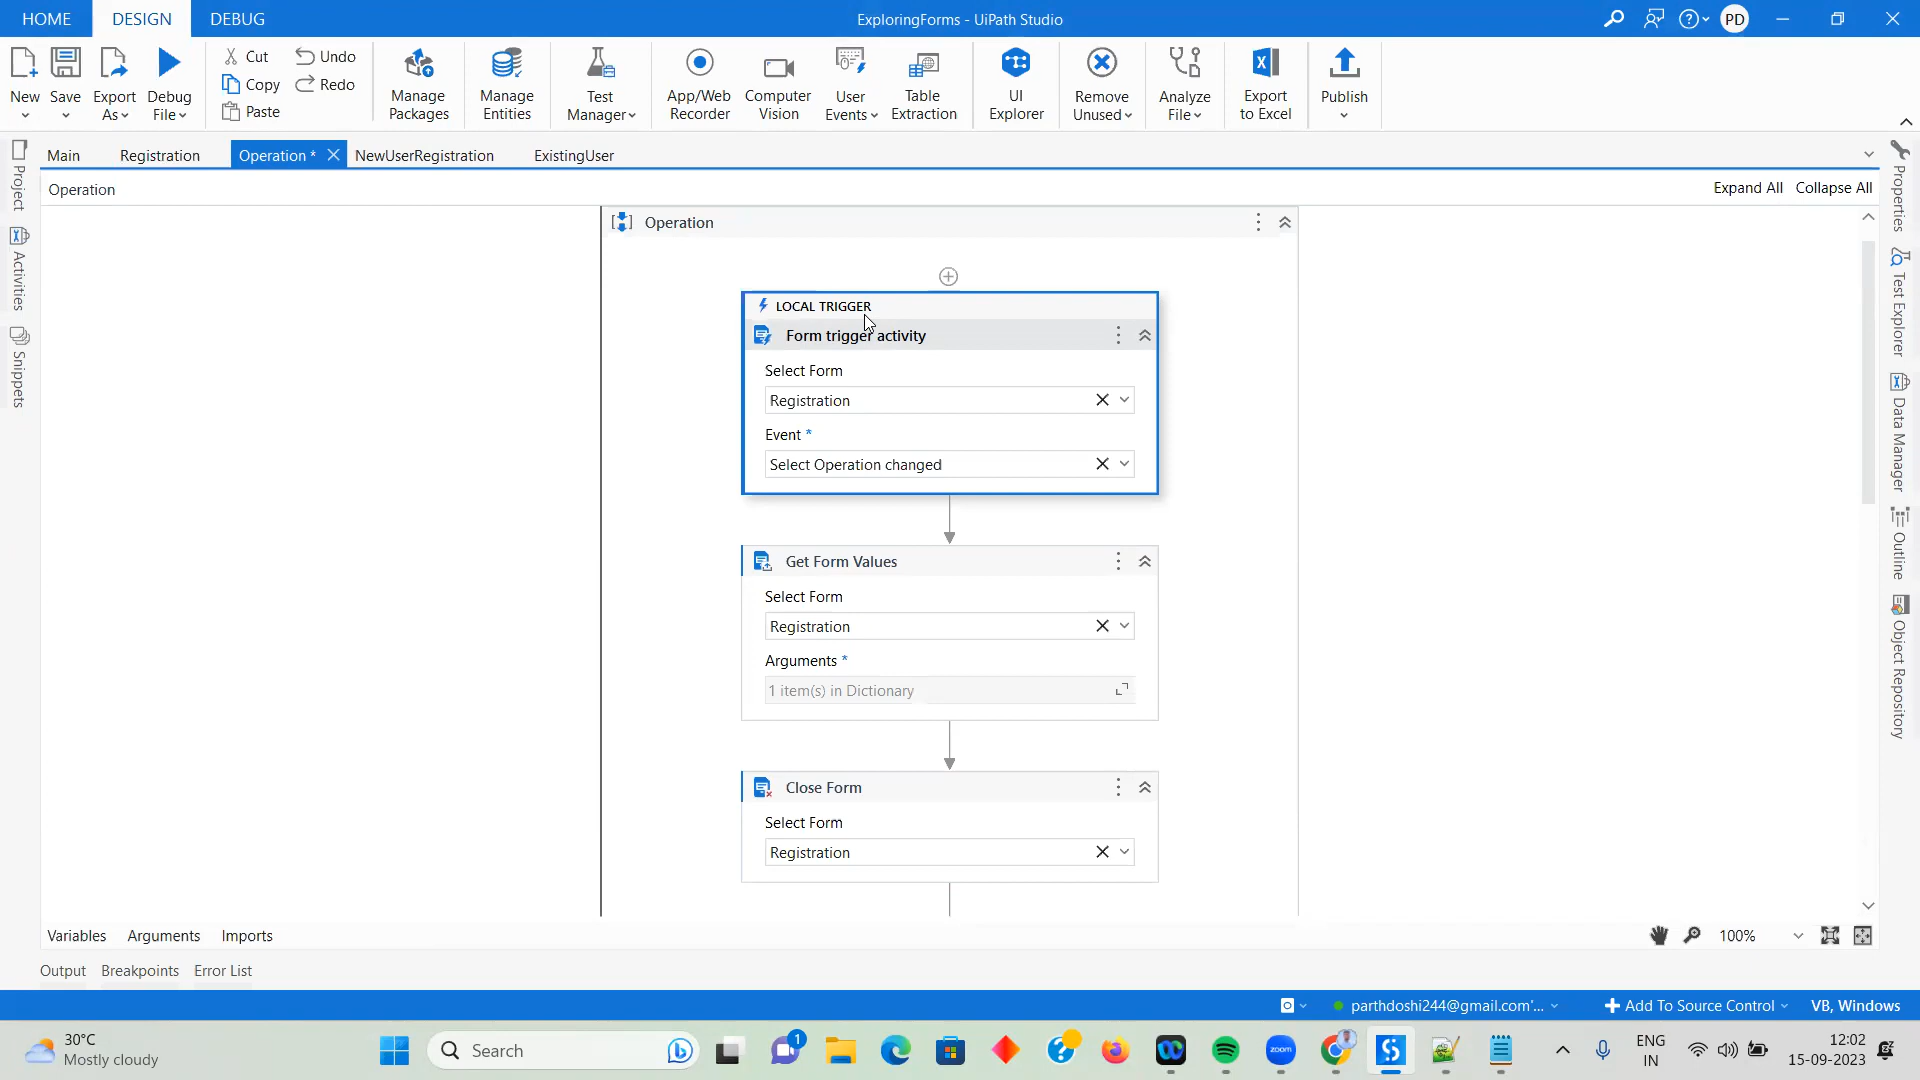 HOME DESIGN DEBUG
ExploringForms - UiPath Studio
PD
New
Save
Export As
Debug File
Cut
Copy
Paste
Undo
Redo
Manage Packages
Manage Entities
Test Manager
App/Web Recorder
Computer Vision
User Events
Table Extraction
UI Explorer
Remove Unused
Analyze File
Export to Excel
Publish
Main Registration Operation * NewUserRegistration ExistingUser
Operation
Expand All Collapse All
Project
Activities
Snippets
Operation
LOCAL TRIGGER
Form trigger activity
Select Form
Registration
Event *
Select Operation changed
Get Form Values
Select Form
Registration
Arguments *
1 item(s) in Dictionary
Close Form
Select Form
Registration
Properties
Test Explorer
Data Manager
Outline
Object Repository
Variables Arguments Imports
100%
Output Breakpoints Error List
parthdoshi244@gmail.com'...
Add To Source Control
VB, Windows
30°C
Mostly cloudy
Search
1
zoom
ENG
IN
12:02
15-09-2023